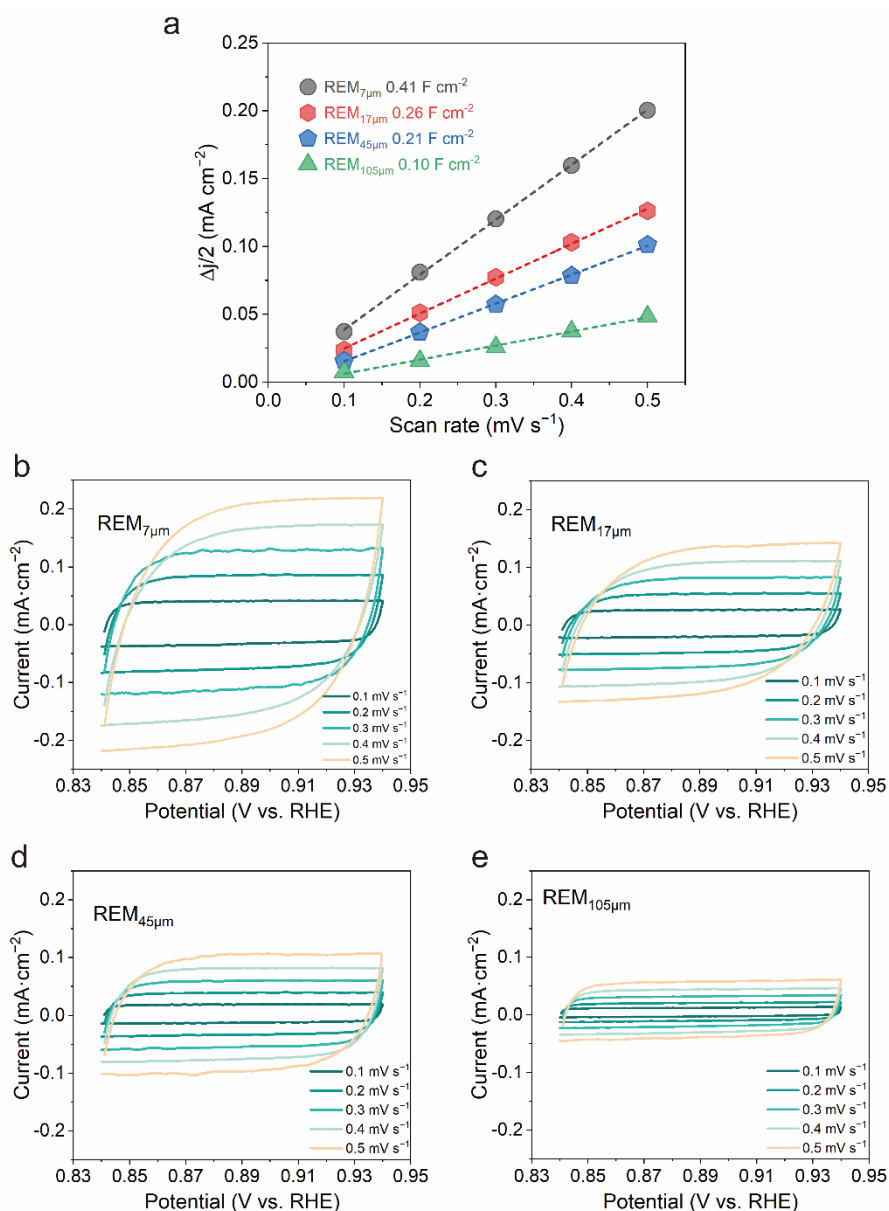 a
0.25
0.20
0.15
0.10
0.05
0.00
Δj/2 (mA cm⁻²)
REM₇μm 0.41 F cm⁻²
REM₁₇μm 0.26 F cm⁻²
REM₄₅μm 0.21 F cm⁻²
REM₁₀₅μm 0.10 F cm⁻²
0.0 0.1 0.2 0.3 0.4 0.5
Scan rate (mV s⁻¹)
b
0.2
0.1
0.0
-0.1
-0.2
Current (mA·cm⁻²)
REM₇μm
0.1 mV s⁻¹
0.2 mV s⁻¹
0.3 mV s⁻¹
0.4 mV s⁻¹
0.5 mV s⁻¹
0.83 0.85 0.87 0.89 0.91 0.93 0.95
Potential (V vs. RHE)
c
0.2
0.1
0.0
-0.1
-0.2
Current (mA·cm⁻²)
REM₁₇μm
0.1 mV s⁻¹
0.2 mV s⁻¹
0.3 mV s⁻¹
0.4 mV s⁻¹
0.5 mV s⁻¹
0.83 0.85 0.87 0.89 0.91 0.93 0.95
Potential (V vs. RHE)
d
0.2
0.1
0.0
-0.1
-0.2
Current (mA·cm⁻²)
REM₄₅μm
0.1 mV s⁻¹
0.2 mV s⁻¹
0.3 mV s⁻¹
0.4 mV s⁻¹
0.5 mV s⁻¹
0.83 0.85 0.87 0.89 0.91 0.93 0.95
Potential (V vs. RHE)
e
0.2
0.1
0.0
-0.1
-0.2
Current (mA·cm⁻²)
REM₁₀₅μm
0.1 mV s⁻¹
0.2 mV s⁻¹
0.3 mV s⁻¹
0.4 mV s⁻¹
0.5 mV s⁻¹
0.83 0.85 0.87 0.89 0.91 0.93 0.95
Potential (V vs. RHE)